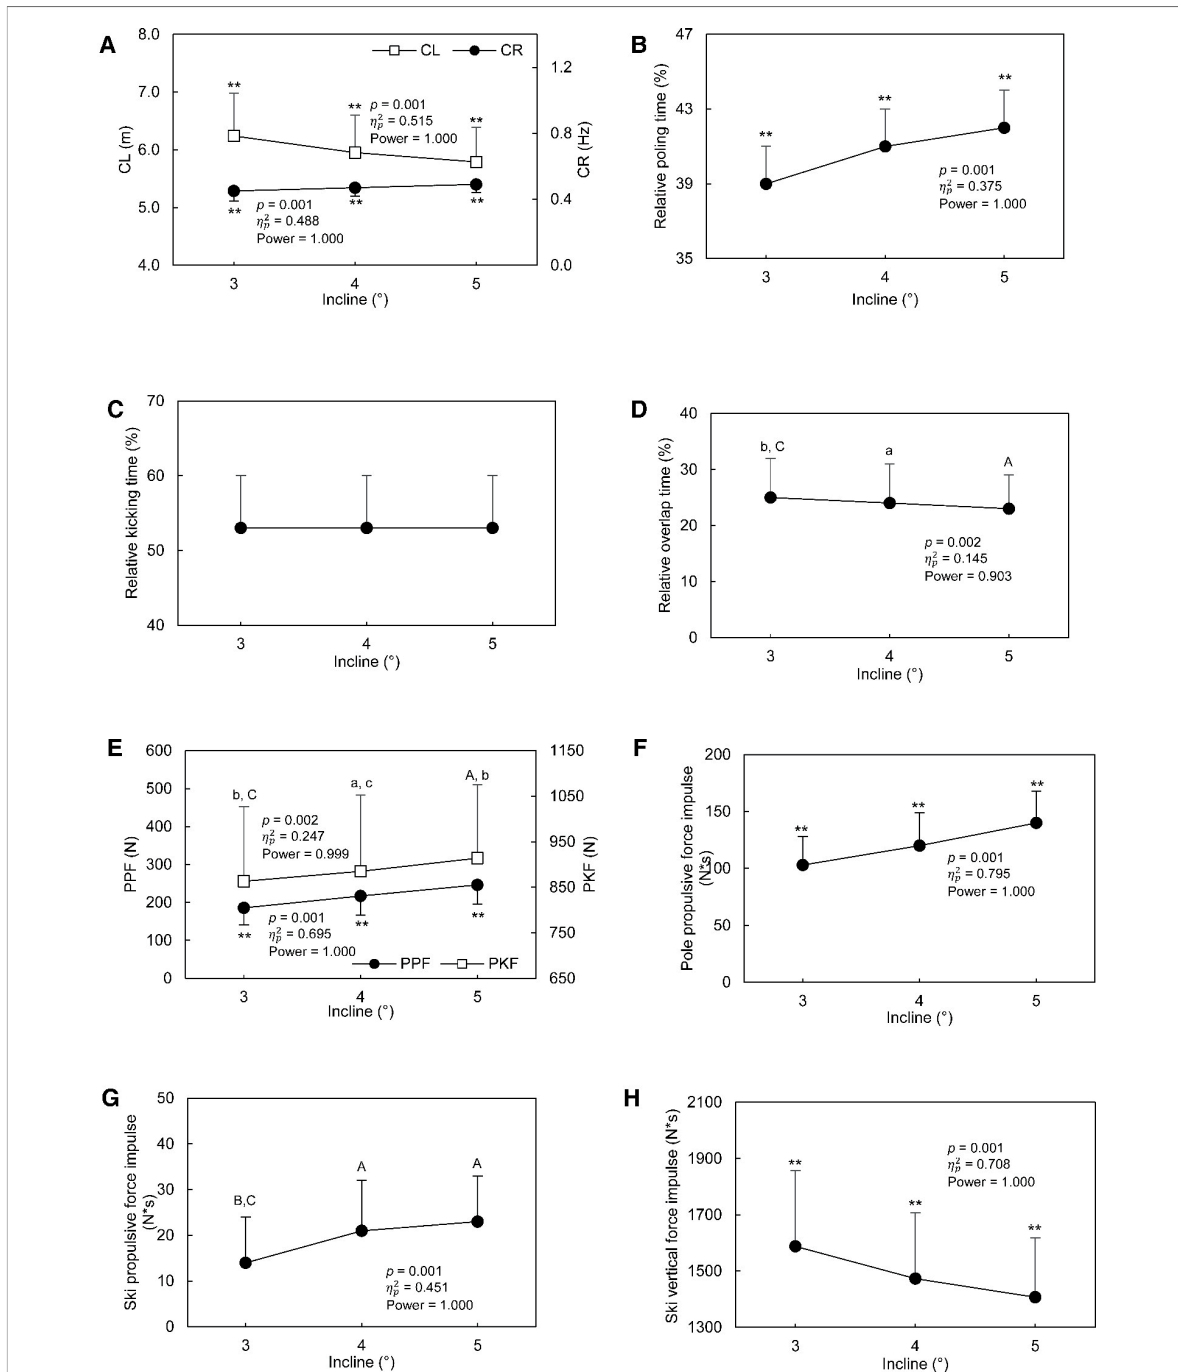 A
8.0
7.0
6.0
5.0
4.0
CL (m)
CL
CR
1.2
0.8
0.4
0.0
CR (Hz)
**
**
**
p = 0.001
ηp² = 0.515
Power = 1.000
**
**
**
p = 0.001
ηp² = 0.488
Power = 1.000
3
4
5
Incline (°)
B
47
43
39
35
Relative poling time (%)
**
**
**
p = 0.001
ηp² = 0.375
Power = 1.000
3
4
5
Incline (°)
C
70
60
50
40
Relative kicking time (%)
3
4
5
Incline (°)
D
40
30
20
10
0
Relative overlap time (%)
b, C
a
A
p = 0.002
ηp² = 0.145
Power = 0.903
3
4
5
Incline (°)
E
600
500
400
300
200
100
0
PPF (N)
1150
1050
950
850
750
650
PKF (N)
b, C
a, c
A, b
p = 0.002
ηp² = 0.247
Power = 0.999
**
**
**
p = 0.001
ηp² = 0.695
Power = 1.000
PPF
PKF
3
4
5
Incline (°)
F
200
150
100
50
0
Pole propulsive force impulse
(N*s)
**
**
**
p = 0.001
ηp² = 0.795
Power = 1.000
3
4
5
Incline (°)
G
50
40
30
20
10
0
Ski propulsive force impulse
(N*s)
B,C
A
A
p = 0.001
ηp² = 0.451
Power = 1.000
3
4
5
Incline (°)
H
2100
1900
1700
1500
1300
Ski vertical force impulse (N*s)
**
**
**
p = 0.001
ηp² = 0.708
Power = 1.000
3
4
5
Incline (°)